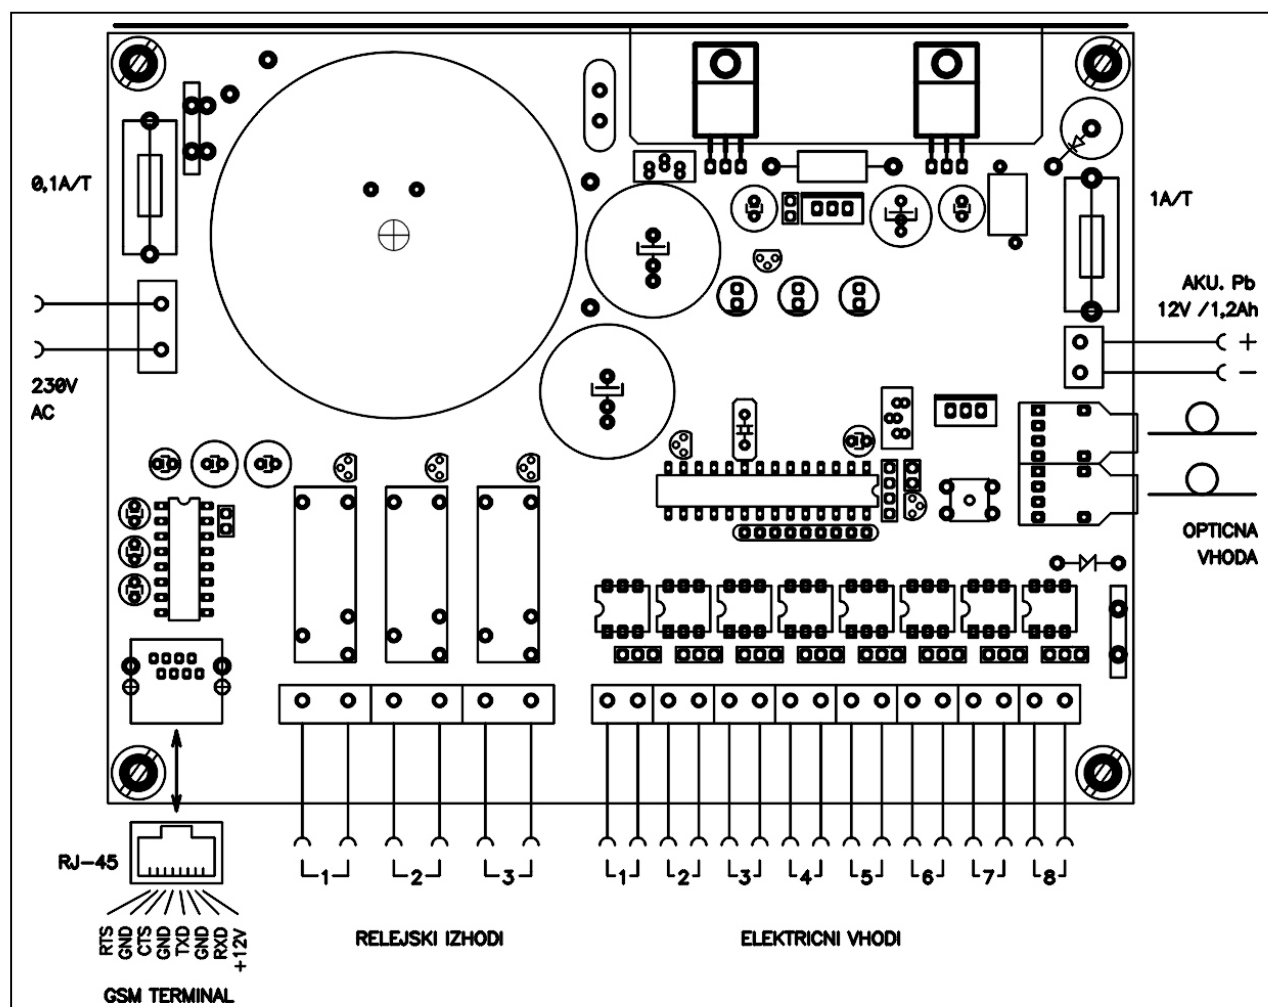 0,1A/T
1A/T
AKU. Pb
12V /1,2Ah
+
−
230V
AC
OPTICNA
VHODA
RJ-45
1 2 3
1 2 3 4 5 6 7 8
RTS
GND
CTS
GND
TXD
GND
RXD
+12V
RELEJSKI IZHODI
ELEKTRICNI VHODI
GSM TERMINAL